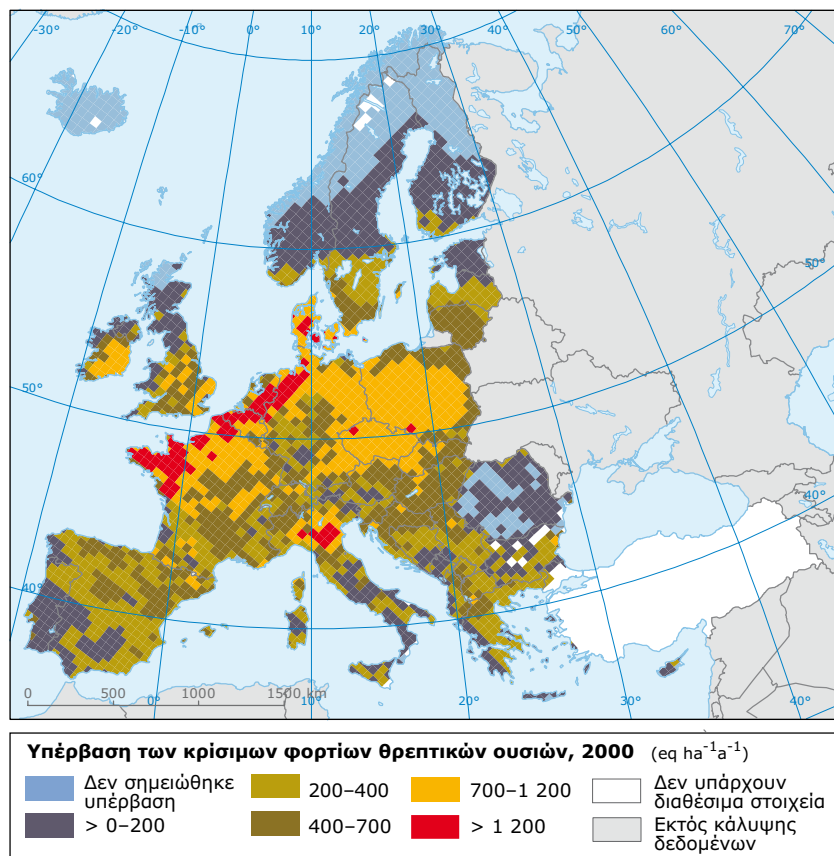 -30° -20° -10° 0° 10° 20° 30° 40° 50° 60° 70°
60°
50°
50°
40°
40°
0 500 1000 1500 km
0° 10° 20° 30° 40°
Υπέρβαση των κρίσιμων φορτίων θρεπτικών ουσιών, 2000 (eq ha⁻¹a⁻¹)
Δεν σημειώθηκε
υπέρβαση
> 0–200
200–400
400–700
700–1 200
> 1 200
Δεν υπάρχουν
διαθέσιμα στοιχεία
Εκτός κάλυψης
δεδομένων